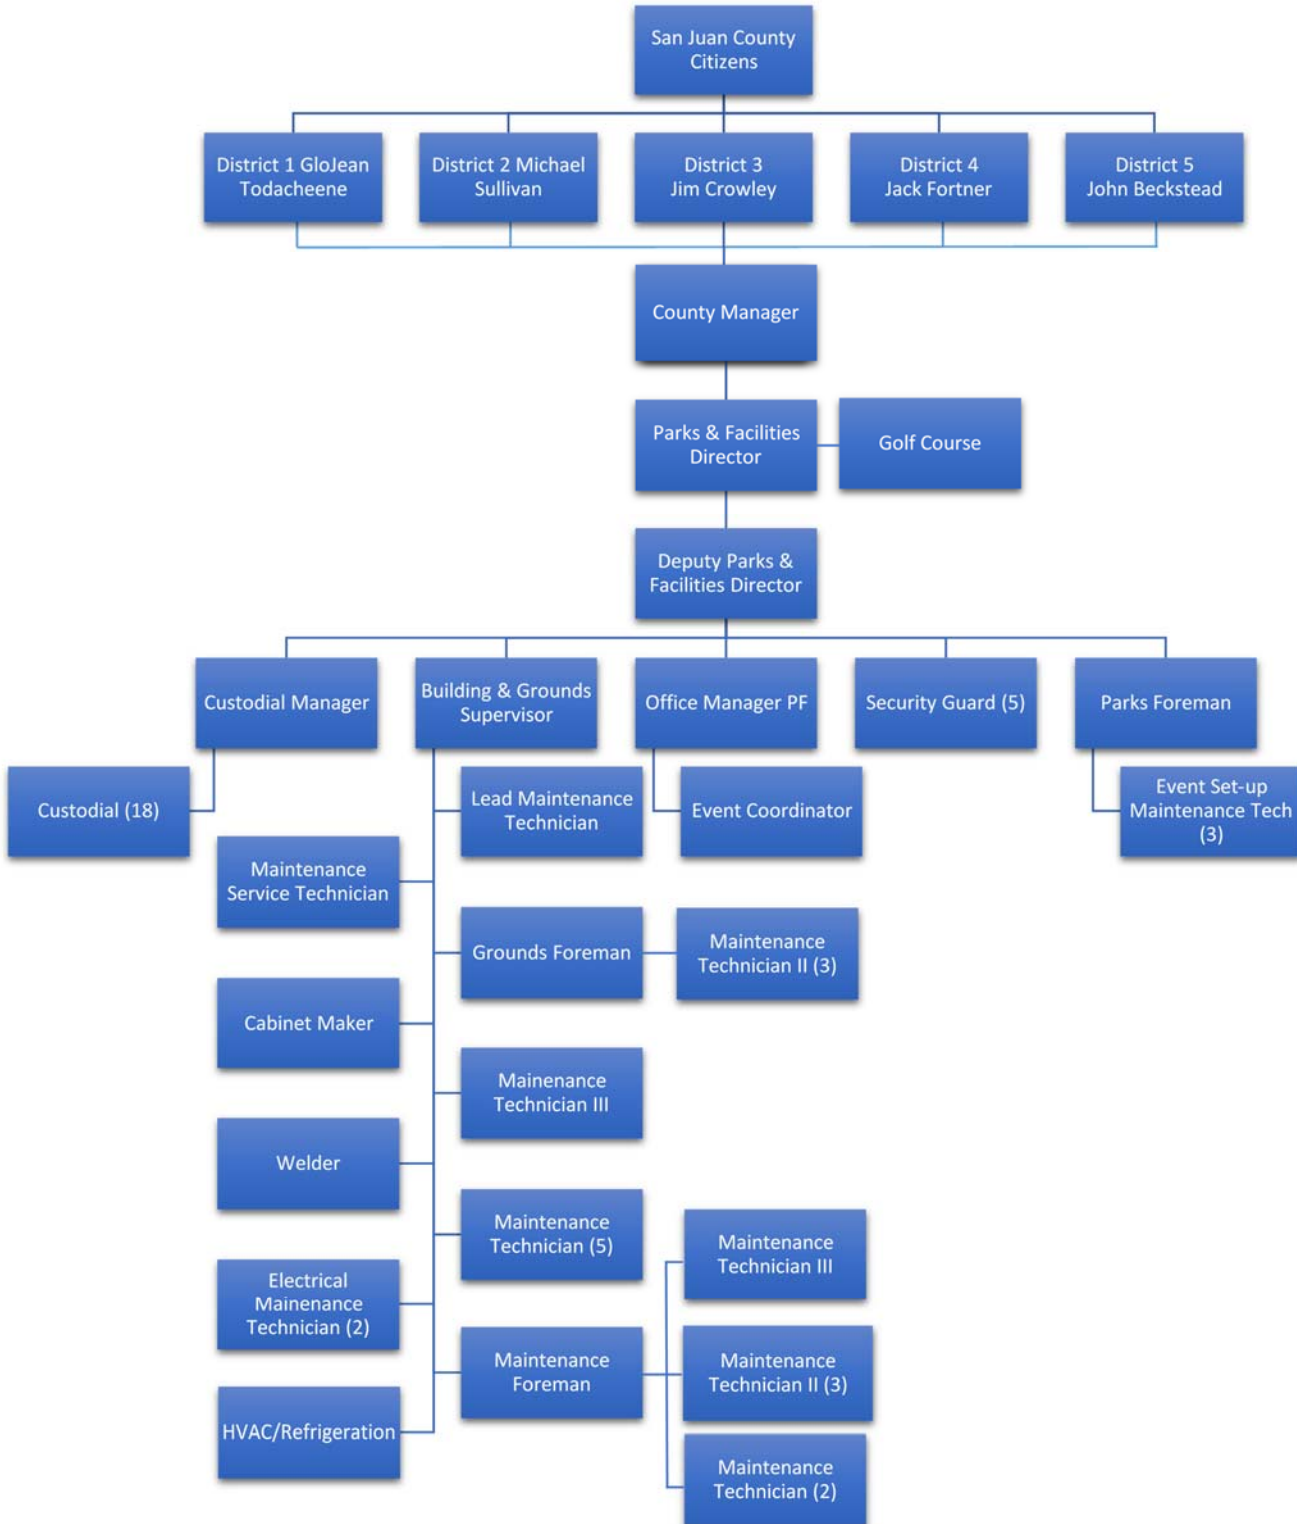 San Juan County
Citizens
District 1 GloJean
Todacheene
District 2 Michael
Sullivan
District 3
Jim Crowley
District 4
Jack Fortner
District 5
John Beckstead
County Manager
Parks & Facilities
Director
Golf Course
Deputy Parks &
Facilities Director
Custodial Manager
Building & Grounds
Supervisor
Office Manager PF
Security Guard (5)
Parks Foreman
Custodial (18)
Lead Maintenance
Technician
Event Coordinator
Event Set-up
Maintenance Tech
(3)
Maintenance
Service Technician
Grounds Foreman
Maintenance
Technician II (3)
Cabinet Maker
Mainenance
Technician III
Welder
Maintenance
Technician (5)
Maintenance
Technician III
Electrical
Mainenance
Technician (2)
Maintenance
Foreman
Maintenance
Technician II (3)
HVAC/Refrigeration
Maintenance
Technician (2)